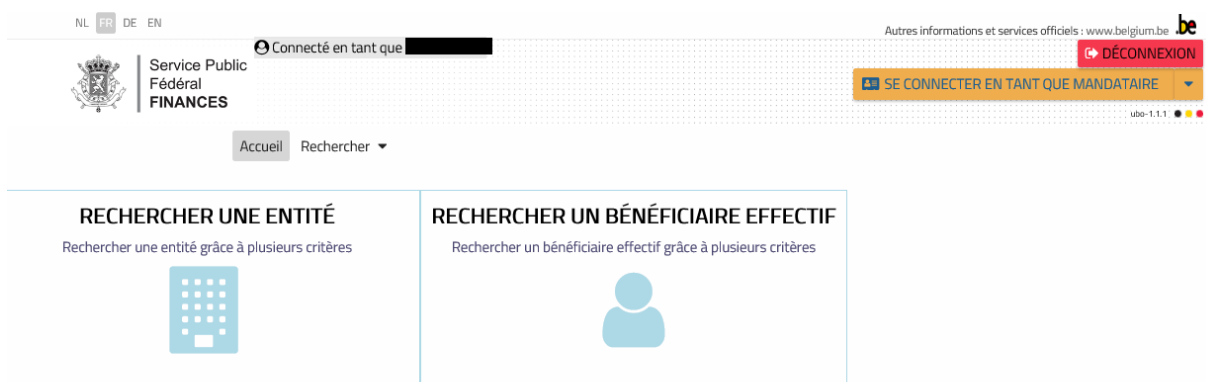 NL FR DE EN
Autres informations et services officiels : www.belgium.be .be
Connecté en tant que
DÉCONNEXION
Service Public
Fédéral
FINANCES
SE CONNECTER EN TANT QUE MANDATAIRE
ubo-1.1.1
Accueil Rechercher
RECHERCHER UNE ENTITÉ
Rechercher une entité grâce à plusieurs critères
RECHERCHER UN BÉNÉFICIAIRE EFFECTIF
Rechercher un bénéficiaire effectif grâce à plusieurs critères